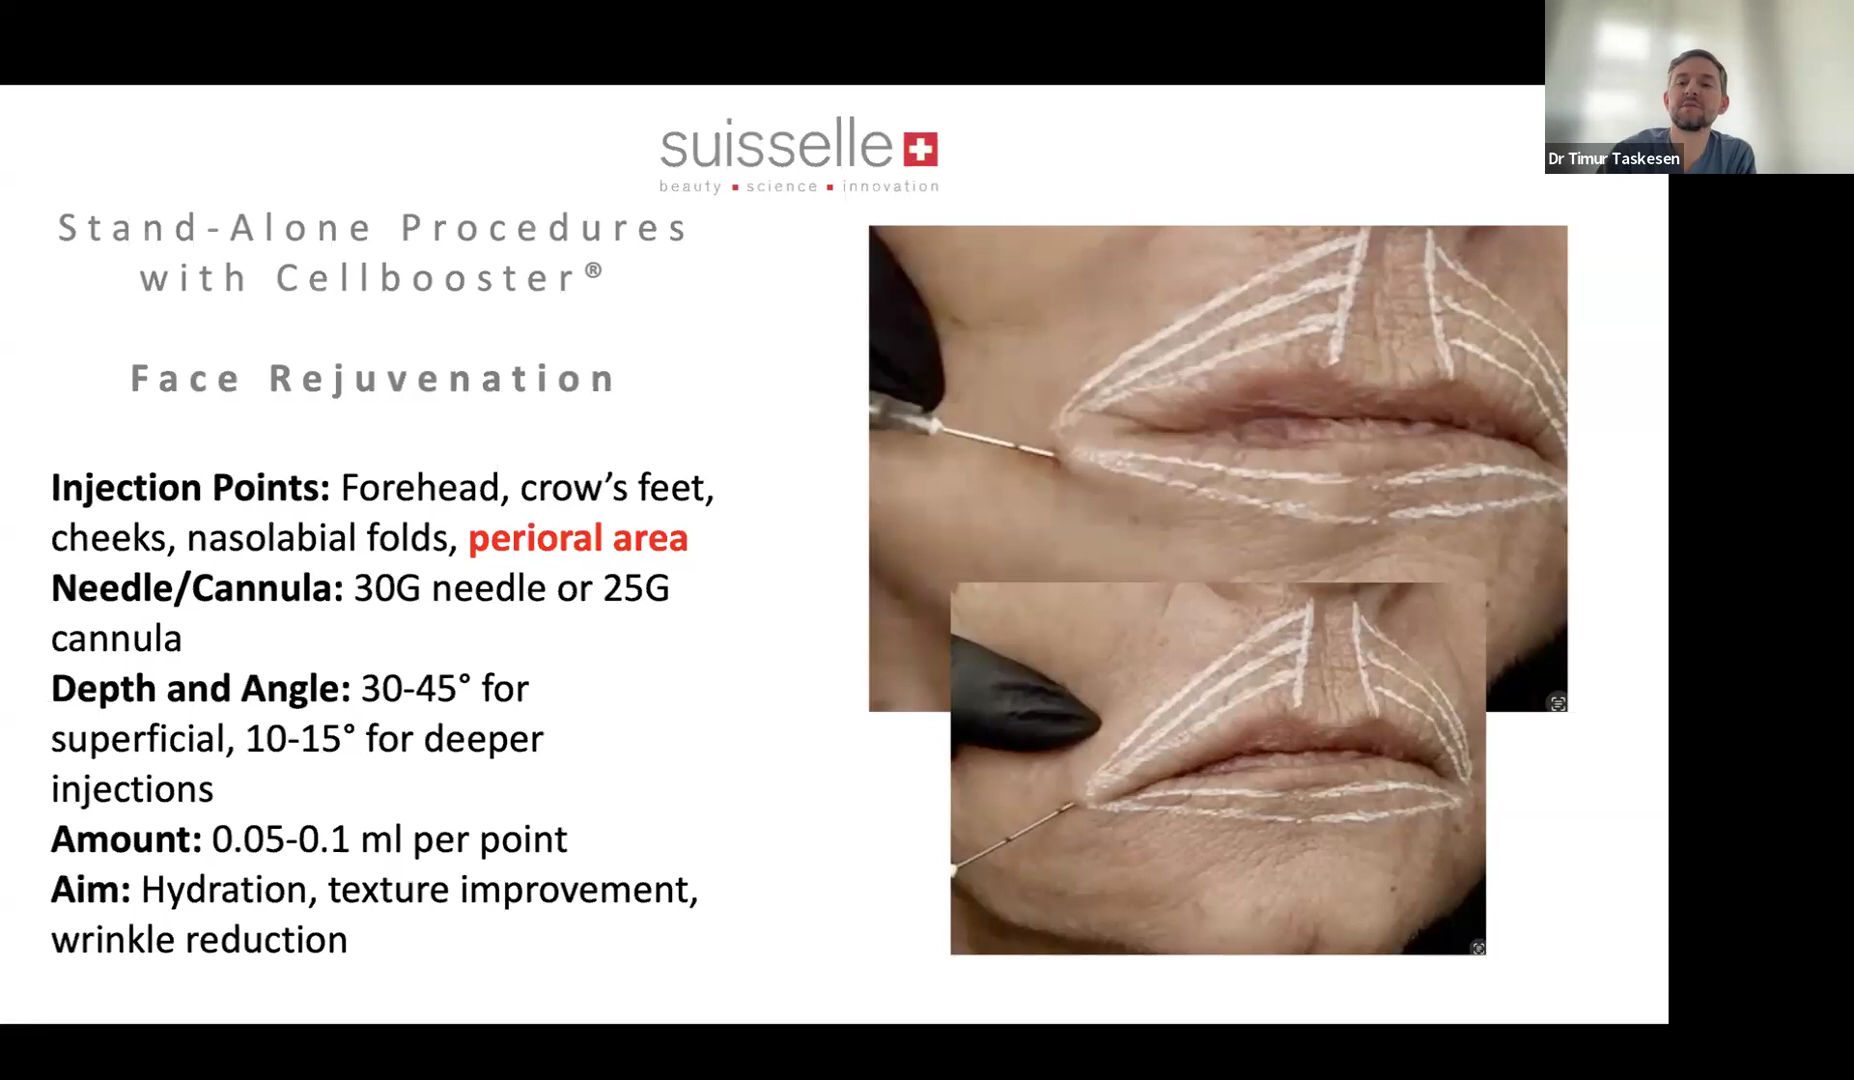 suisselle
beauty ▪ science ▪ innovation
Dr Timur Taskesen
Stand-Alone Procedures
with Cellbooster®
Face Rejuvenation
Injection Points: Forehead, crow’s feet,
cheeks, nasolabial folds, perioral area
Needle/Cannula: 30G needle or 25G
cannula
Depth and Angle: 30-45° for
superficial, 10-15° for deeper
injections
Amount: 0.05-0.1 ml per point
Aim: Hydration, texture improvement,
wrinkle reduction